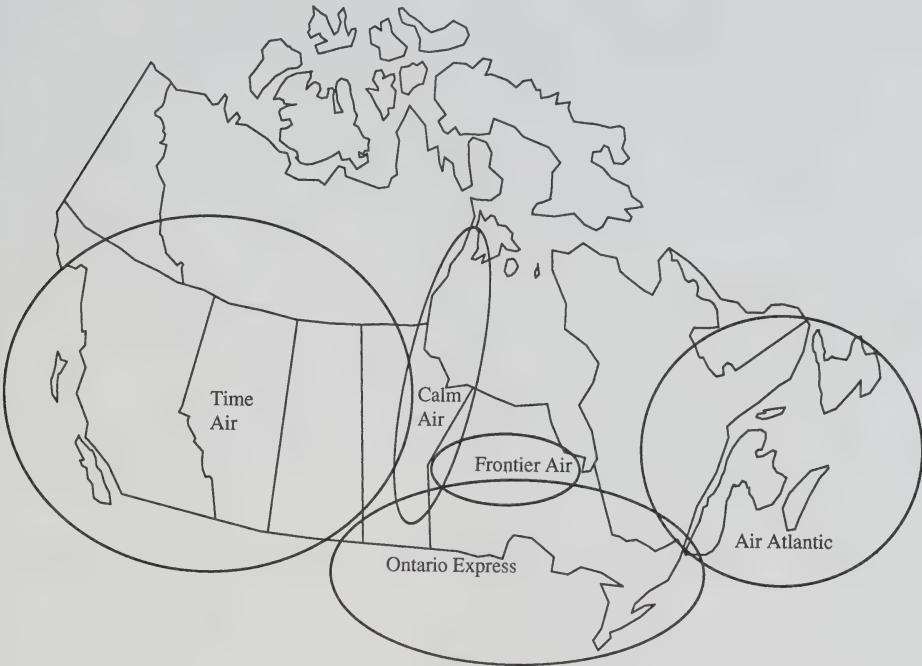 Time
Air
Calm
Air
Frontier Air
Ontario Express
Air Atlantic